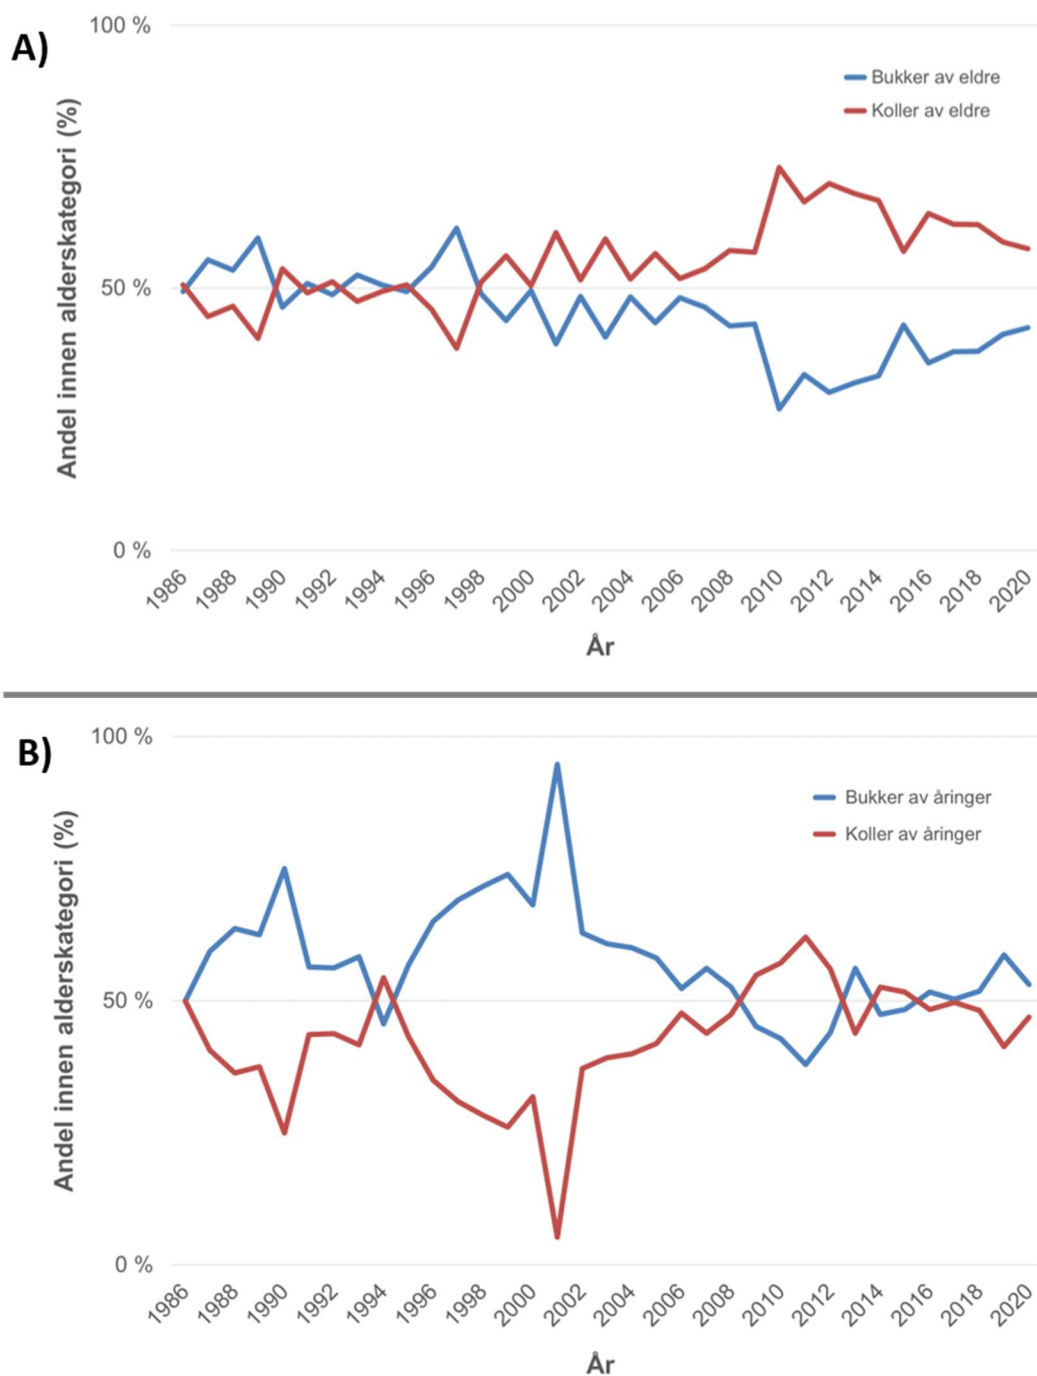 A)
100 %
Bukker av eldre
Koller av eldre
Andel innen alderskategori (%)
50 %
0 %
1986 1988 1990 1992 1994 1996 1998 2000 2002 2004 2006 2008 2010 2012 2014 2016 2018 2020
År
B)
100 %
Bukker av åringer
Koller av åringer
Andel innen alderskategori (%)
50 %
0 %
1986 1988 1990 1992 1994 1996 1998 2000 2002 2004 2006 2008 2010 2012 2014 2016 2018 2020
År